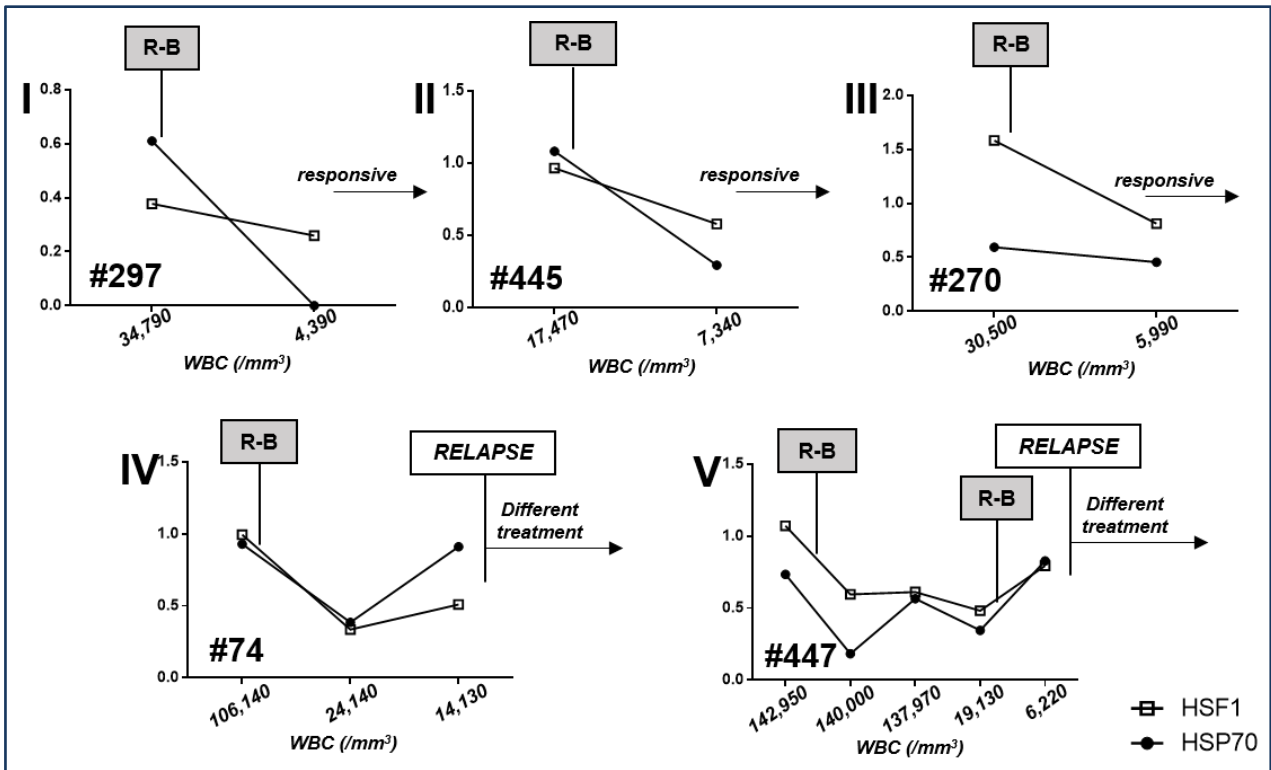 R-B
R-B
R-B
I
0.8
0.6
0.4
0.2
0.0
responsive
#297
34,790
4,390
WBC (/mm³)
II
1.5
1.0
0.5
0.0
responsive
#445
17,470
7,340
WBC (/mm³)
III
2.0
1.5
1.0
0.5
0.0
responsive
#270
30,500
5,990
WBC (/mm³)
IV
R-B
RELAPSE
1.5
1.0
0.5
0.0
Different
treatment
#74
106,140
24,140
14,130
WBC (/mm³)
V
R-B
R-B
RELAPSE
1.5
1.0
0.5
0.0
Different
treatment
#447
142,950
140,000
137,970
19,130
6,220
WBC (/mm³)
HSF1
HSP70